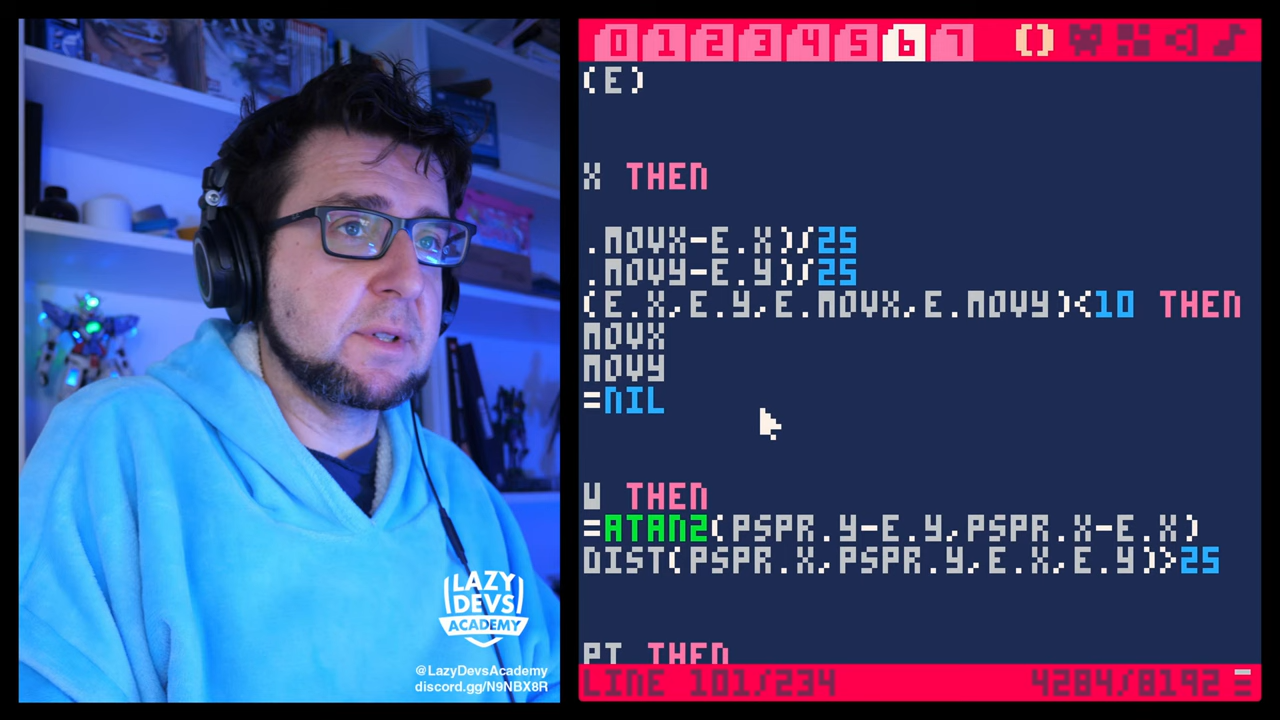 0 1 2 3 4 5 6 7 ()
(E)
X THEN
.MOVX-E.X)/25
.MOVY-E.Y)/25
(E.X,E.Y,E.MOVX,E.MOVY)<10 THEN
MOVX
MOVY
=NIL
W THEN
=ATAN2(PSPR.Y-E.Y,PSPR.X-E.X)
DIST(PSPR.X,PSPR.Y,E.X,E.Y)>25
PT THEN
LINE 101/234 4284/8192
LAZY
DEVS
ACADEMY
@LazyDevsAcademy
discord.gg/N9NBX8R